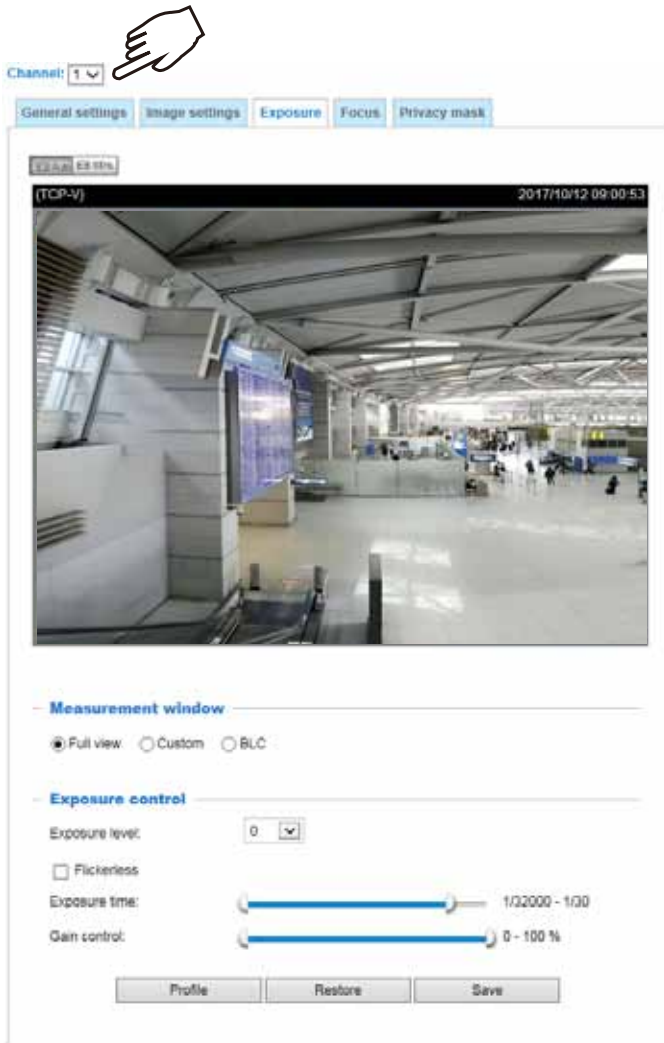 Channel: 1
General settings Image settings Exposure Focus Privacy mask
(TCP-V) 2017/10/12 09:00:53
Measurement window
Full view Custom BLC
Exposure control
Exposure level: 0
Flickerless
Exposure time: 1/32000 - 1/30
Gain control: 0 - 100 %
Profile Restore Save